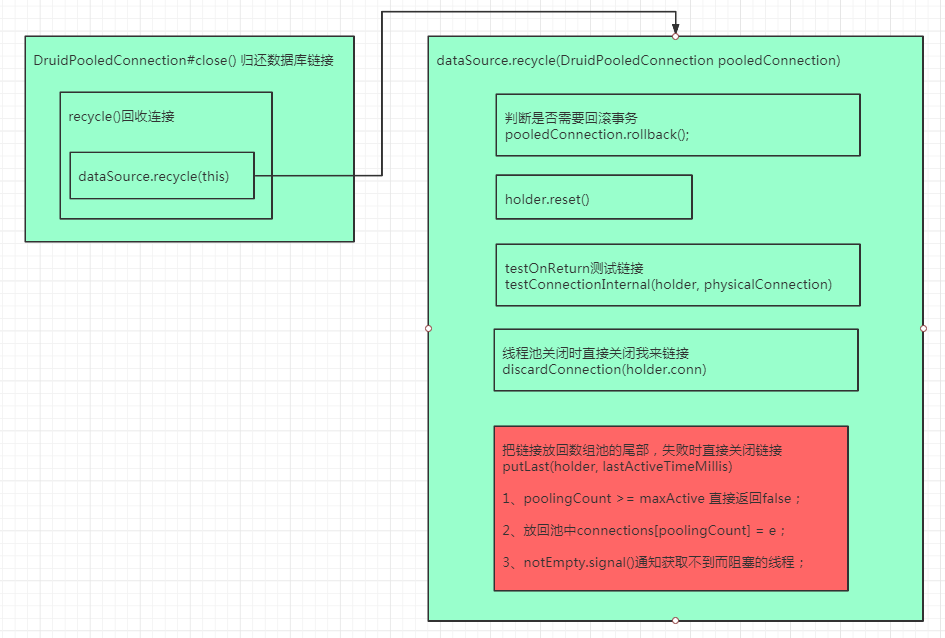 DruidPooledConnection#close() 归还数据库链接
recycle()回收连接
dataSource.recycle(this)
dataSource.recycle(DruidPooledConnection pooledConnection)
判断是否需要回滚事务
pooledConnection.rollback();
holder.reset()
testOnReturn测试链接
testConnectionInternal(holder, physicalConnection)
线程池关闭时直接关闭我来链接
discardConnection(holder.conn)
把链接放回数组池的尾部，失败时直接关闭链接
putLast(holder, lastActiveTimeMillis)
1、poolingCount >= maxActive 直接返回false；
2、放回池中connections[poolingCount] = e；
3、notEmpty.signal()通知获取不到而阻塞的线程；